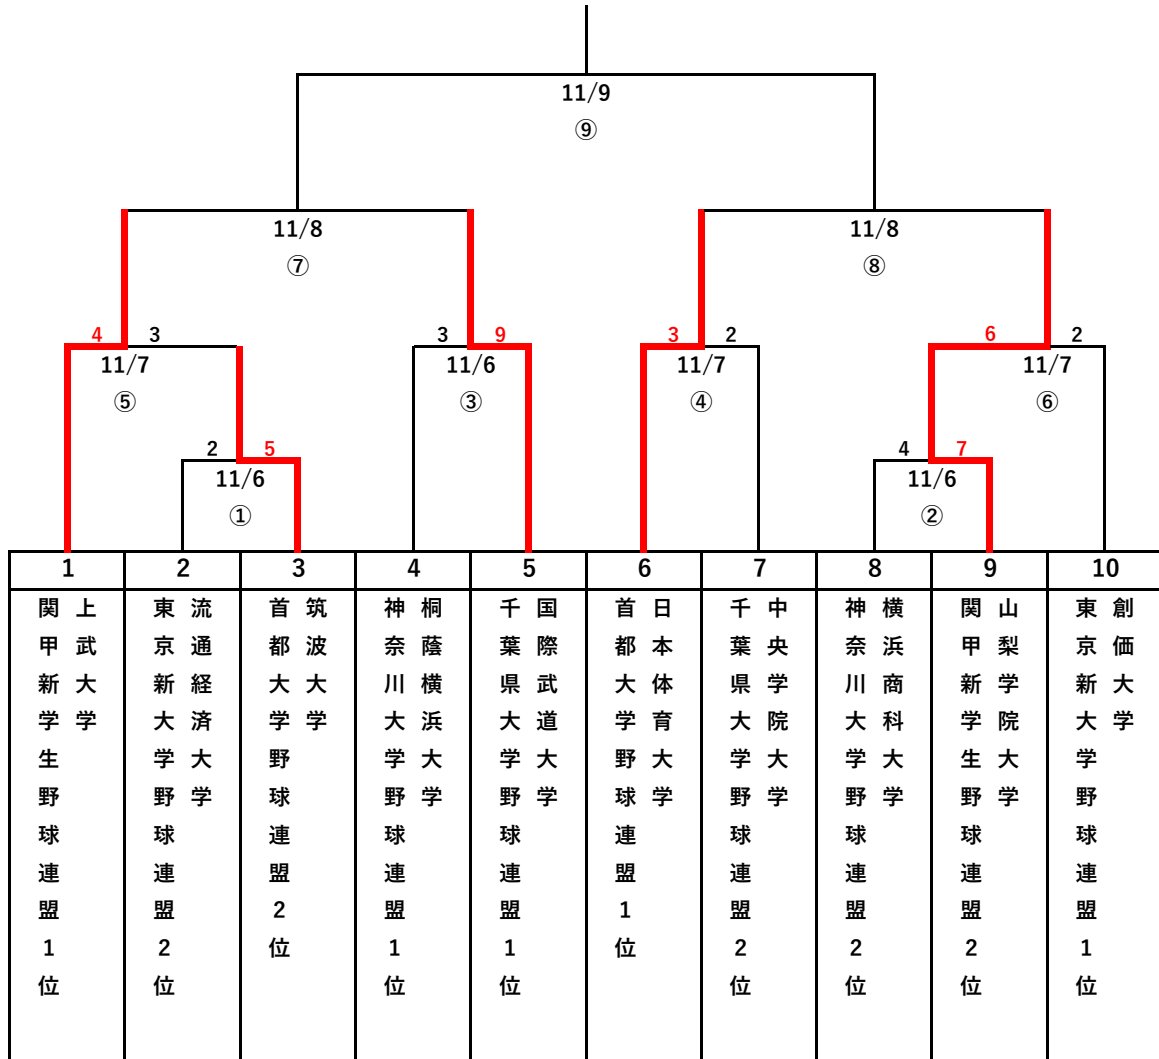 11/9
⑨
11/8
⑦
11/8
⑧
4 3
11/7
⑤
3 9
11/6
③
3 2
11/7
④
6 2
11/7
⑥
2 5
11/6
①
4 7
11/6
②
1 2 3 4 5 6 7 8 9 10
関甲新学生野球連盟1位
上武大学
東京新大学野球連盟2位
流通経済大学
首都大学野球連盟2位
筑波大学
神奈川大学野球連盟1位
桐蔭横浜大学
千葉県大学野球連盟1位
国際武道大学
首都大学野球連盟1位
日本体育大学
千葉県大学野球連盟2位
中央学院大学
神奈川大学野球連盟2位
横浜商科大学
関甲新学生野球連盟2位
山梨学院大学
東京新大学野球連盟1位
創価大学